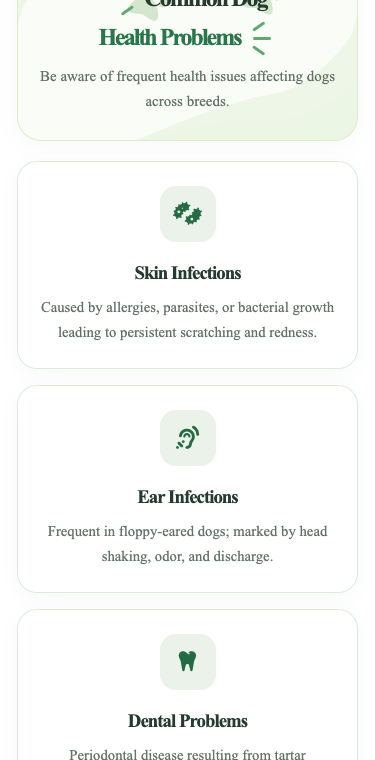 Common Dog
Health Problems
Be aware of frequent health issues affecting dogs
across breeds.
Skin Infections
Caused by allergies, parasites, or bacterial growth
leading to persistent scratching and redness.
Ear Infections
Frequent in floppy-eared dogs; marked by head
shaking, odor, and discharge.
Dental Problems
Periodontal disease resulting from tartar